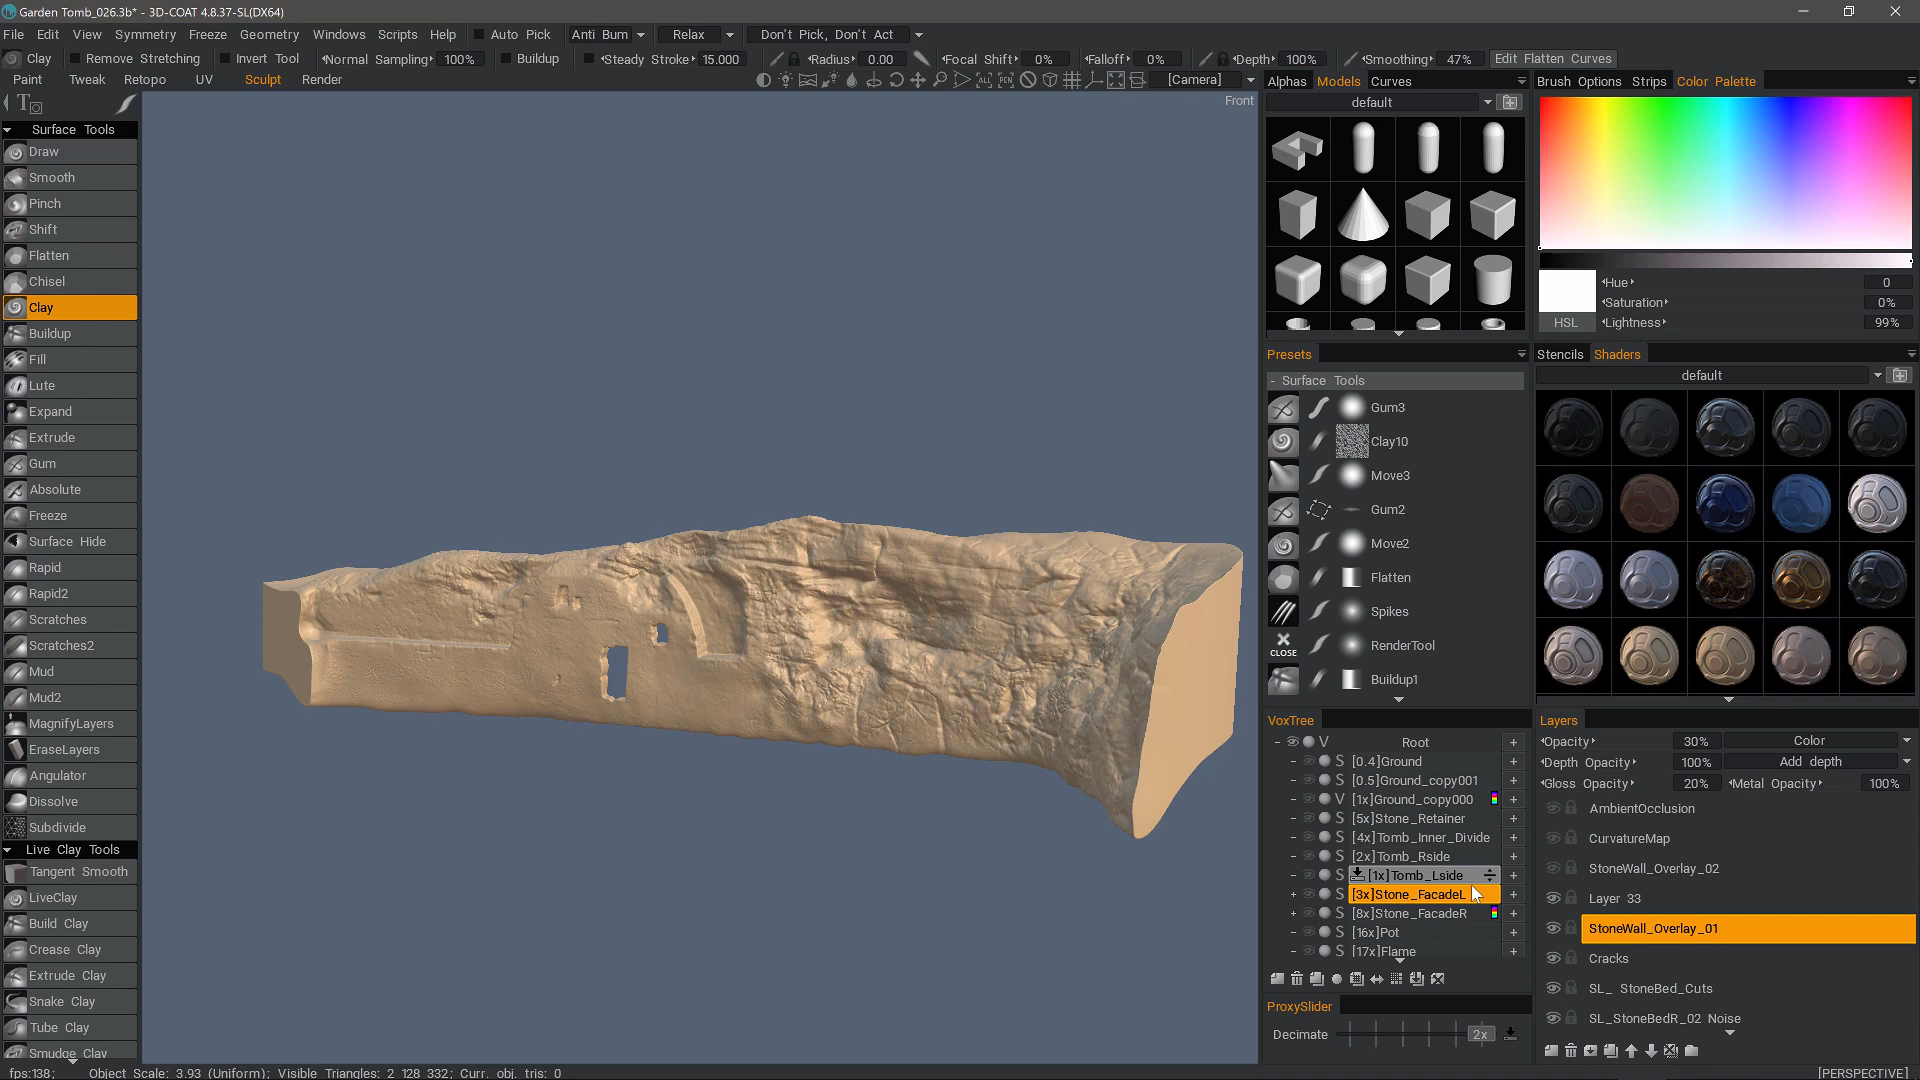 Garden Tomb_026.3b* - 3D-COAT 4.8.37-SL(DX64)
File Edit View Symmetry Freeze Geometry Windows Scripts Help Auto Pick Anti Bum Relax Don't Pick, Don't Act
Clay Remove Stretching Invert Tool Normal Sampling 100% Buildup Steady Stroke 15.000 Radius 0.00 Focal Shift 0% Falloff 0% Depth 100% Smoothing 47% Edit Flatten Curves
Paint Tweak Retopo UV Sculpt Render [Camera]
Front
Surface Tools
Draw
Smooth
Pinch
Shift
Flatten
Chisel
Clay
Buildup
Fill
Lute
Expand
Extrude
Gum
Absolute
Freeze
Surface Hide
Rapid
Rapid2
Scratches
Scratches2
Mud
Mud2
MagnifyLayers
EraseLayers
Angulator
Dissolve
Subdivide
Live Clay Tools
Tangent Smooth
LiveClay
Build Clay
Crease Clay
Extrude Clay
Snake Clay
Tube Clay
Smudge Clay
Alphas Models Curves
default
Presets
- Surface Tools
Gum3
Clay10
Move3
Gum2
Move2
Flatten
Spikes
CLOSE RenderTool
Buildup1
VoxTree
V Root +
S [0.4]Ground +
S [0.5]Ground_copy001 +
V [1x]Ground_copy000 +
S [5x]Stone_Retainer +
S [4x]Tomb_Inner_Divide +
S [2x]Tomb_Rside +
S [1x]Tomb_Lside +
S [3x]Stone_FacadeL +
S [8x]Stone_FacadeR +
S [16x]Pot +
S [17x]Flame +
ProxySlider
Decimate 2x
Brush Options Strips Color Palette
Hue 0
Saturation 0%
HSL Lightness 99%
Stencils Shaders
default
Layers
Opacity 30% Color
Depth Opacity 100% Add depth
Gloss Opacity 20% Metal Opacity 100%
AmbientOcclusion
CurvatureMap
StoneWall_Overlay_02
Layer 33
StoneWall_Overlay_01
Cracks
SL_ StoneBed_Cuts
SL_StoneBedR_02 Noise
fps:138; Object Scale: 3.93 (Uniform); Visible Triangles: 2 128 332; Curr. obj. tris: 0 [PERSPECTIVE]